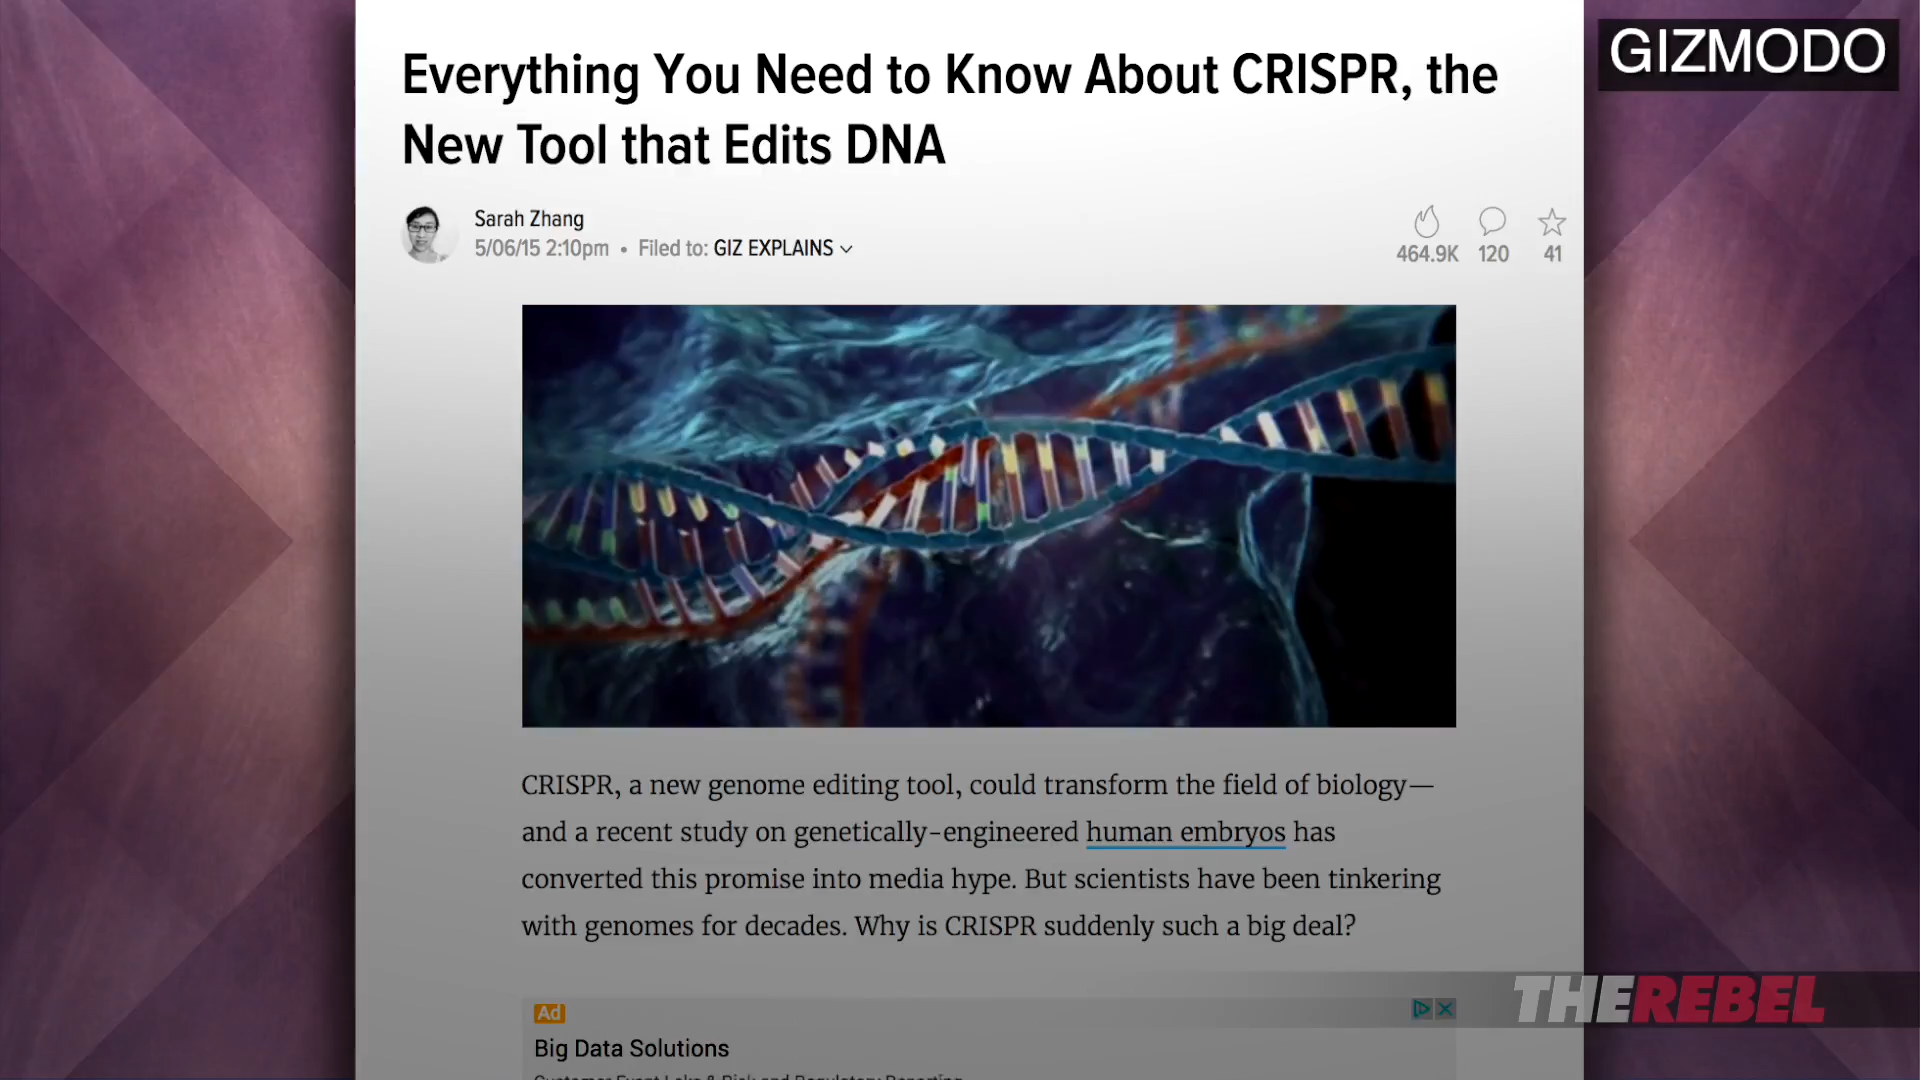 GIZMODO
Everything You Need to Know About CRISPR, the
New Tool that Edits DNA
Sarah Zhang
5/06/15 2:10pm • Filed to: GIZ EXPLAINS
464.9K 120 41
CRISPR, a new genome editing tool, could transform the field of biology—
and a recent study on genetically-engineered human embryos has
converted this promise into media hype. But scientists have been tinkering
with genomes for decades. Why is CRISPR suddenly such a big deal?
THEREBEL
Ad
Big Data Solutions